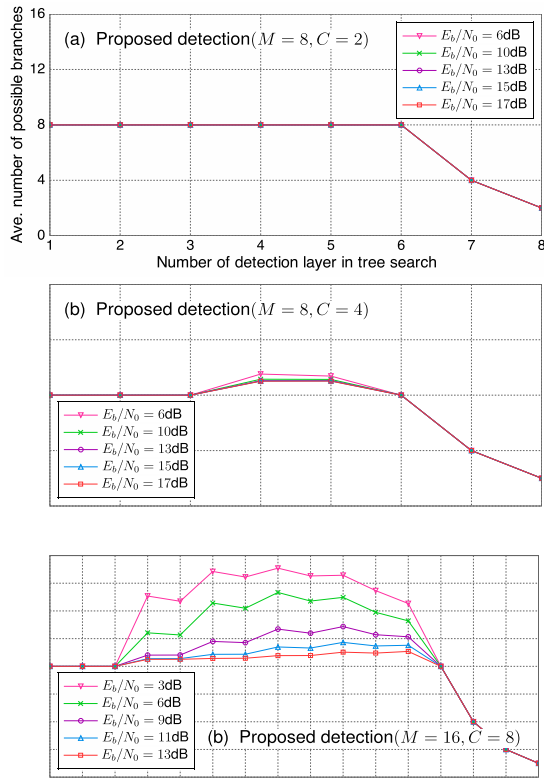 (a) Proposed detection(M = 8, C = 2)
E_b/N_0 = 6dB
E_b/N_0 = 10dB
E_b/N_0 = 13dB
E_b/N_0 = 15dB
E_b/N_0 = 17dB
Ave. number of possible branches
16
12
8
4
0
1 2 3 4 5 6 7 8
Number of detection layer in tree search
(b) Proposed detection(M = 8, C = 4)
E_b/N_0 = 6dB
E_b/N_0 = 10dB
E_b/N_0 = 13dB
E_b/N_0 = 15dB
E_b/N_0 = 17dB
E_b/N_0 = 3dB
E_b/N_0 = 6dB
E_b/N_0 = 9dB
E_b/N_0 = 11dB
E_b/N_0 = 13dB
(b) Proposed detection(M = 16, C = 8)